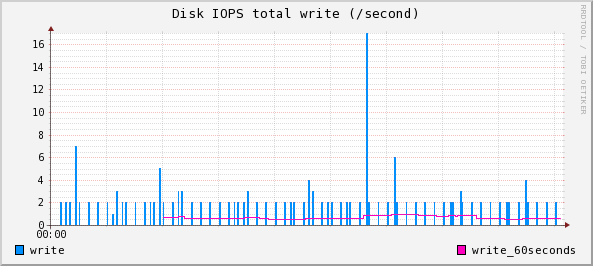 Disk IOPS total write (/second)
RRDTOOL / TOBI OETIKER
16
14
12
10
8
6
4
2
0
00:00
write
write_60seconds